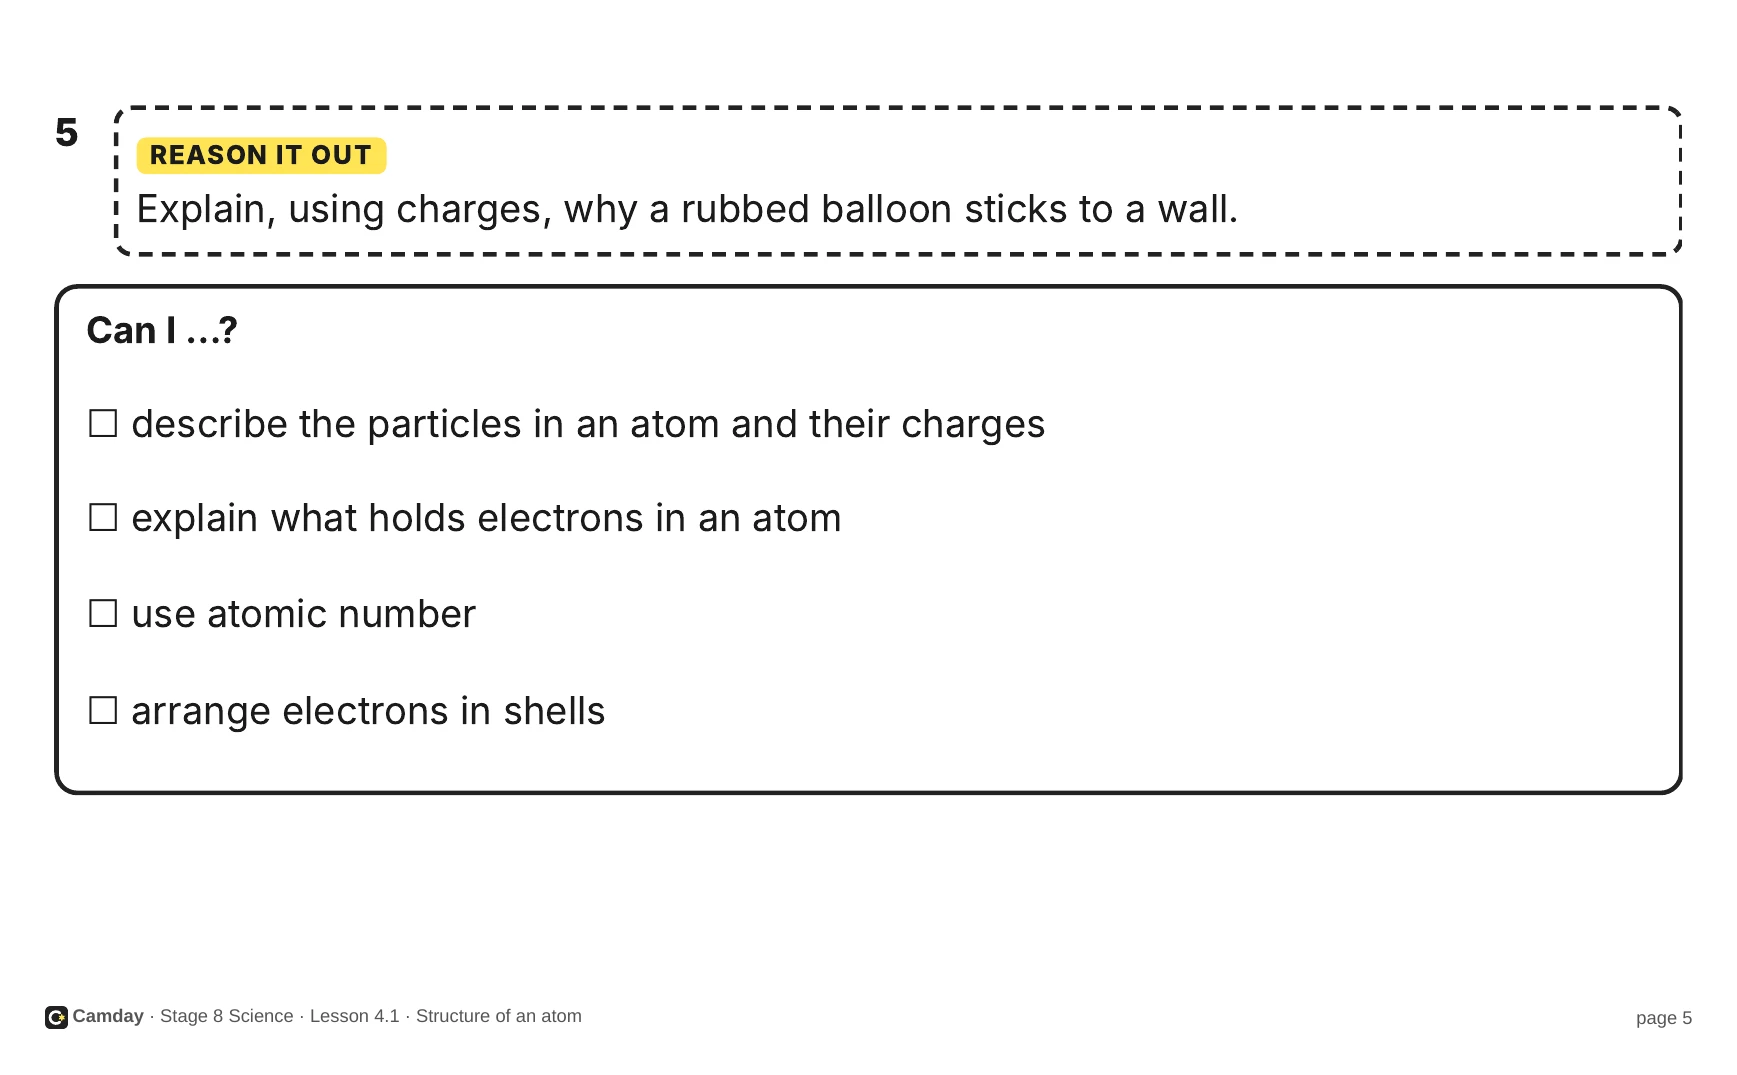 5
REASON IT OUT
Explain, using charges, why a rubbed balloon sticks to a wall.
Can I ...?
☐ describe the particles in an atom and their charges
☐ explain what holds electrons in an atom
☐ use atomic number
☐ arrange electrons in shells
Camday · Stage 8 Science · Lesson 4.1 · Structure of an atom
page 5